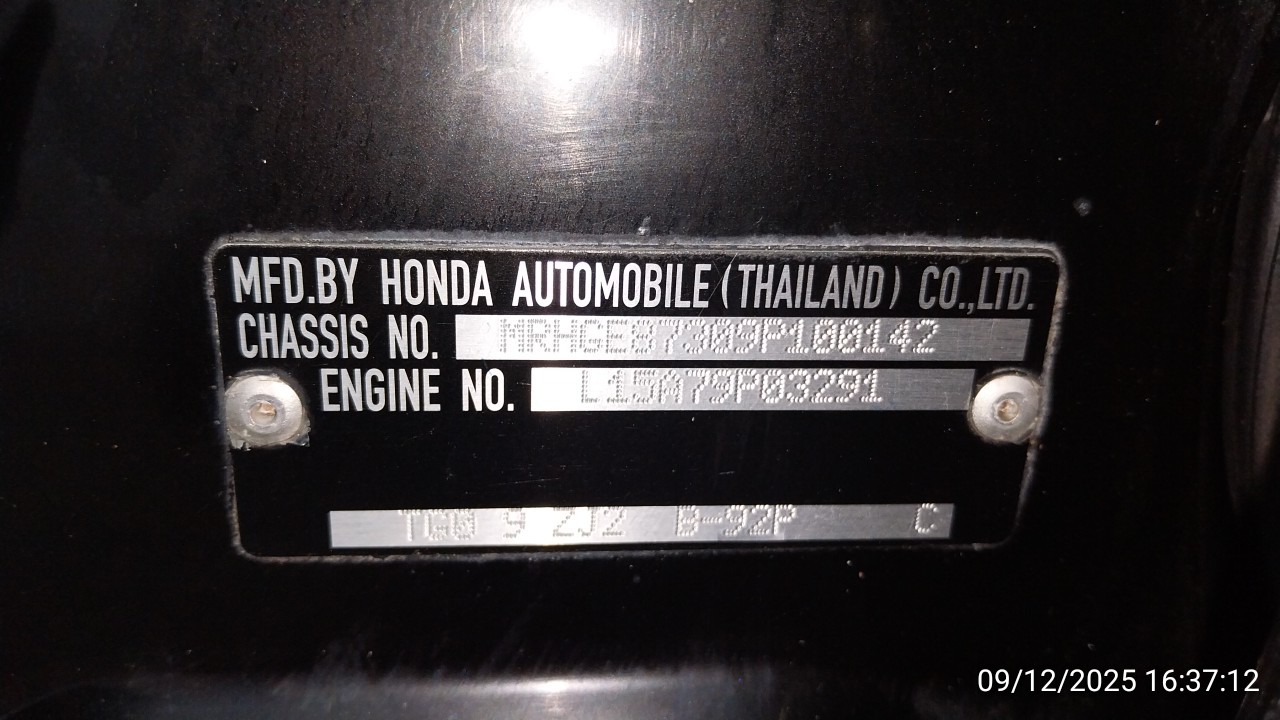 MFD.BY HONDA AUTOMOBILE (THAILAND) CO.,LTD.
CHASSIS NO. MRHGE87309P100142
ENGINE NO. L15A79P03291
9 ZJ2 B-92P C
09/12/2025 16:37:12